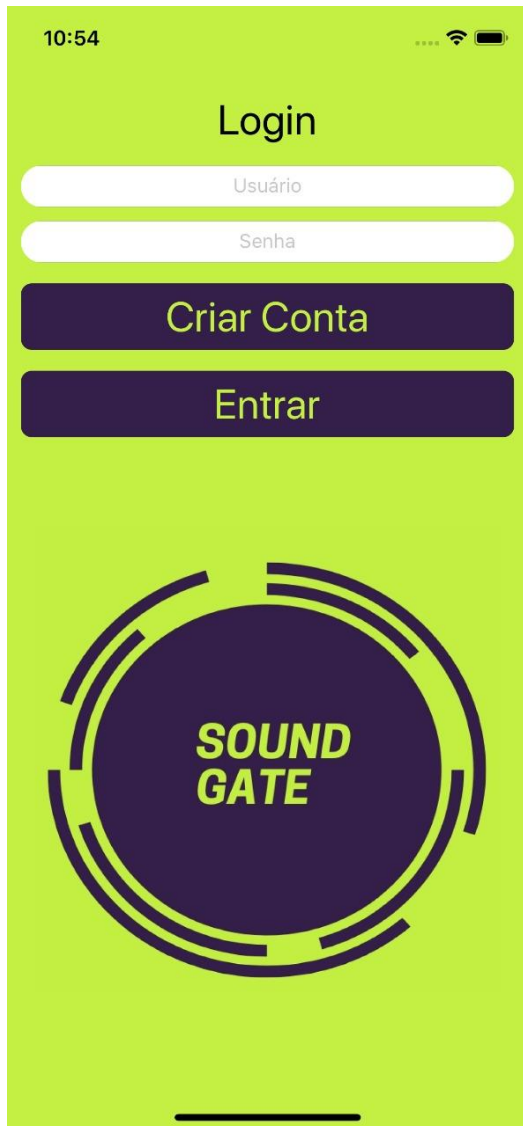 10:54
Login
Usuário
Senha
Criar Conta
Entrar
SOUND
GATE